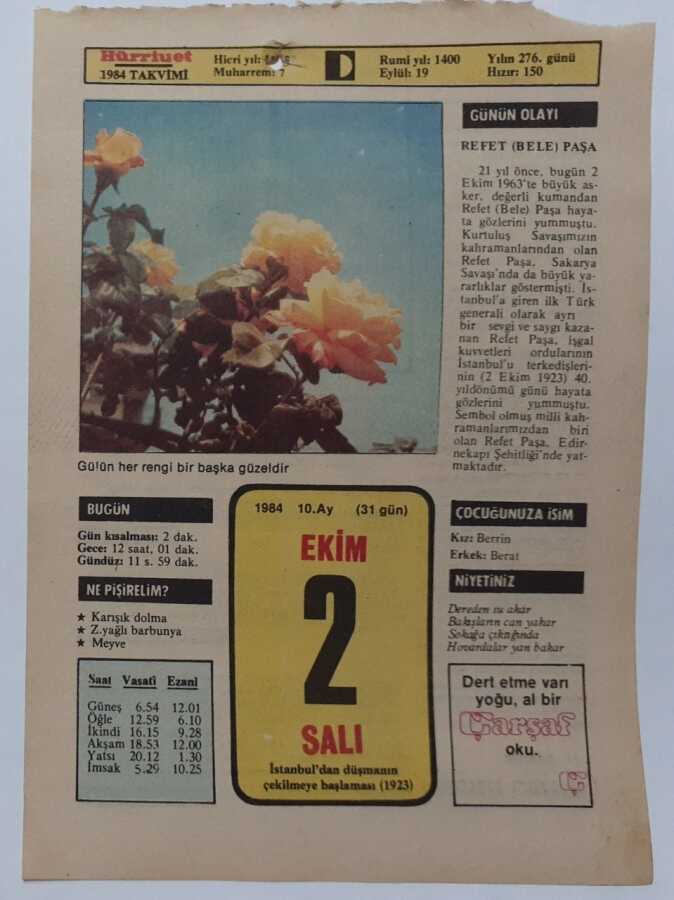 Hürriyet
1984 TAKVİMİ
Hicri yıl:
Muharrem: 7
Rumi yıl: 1400
Eylül: 19
Yılın 276. günü
Hızır: 150
GÜNÜN OLAYI
REFET (BELE) PAŞA
21 yıl önce, bugün 2
Ekim 1963'te büyük as-
ker, değerli kumandan
Refet (Bele) Paşa haya-
ta gözlerini yummuştu.
Kurtuluş Savaşımızın
kahramanlarından olan
Refet Paşa, Sakarya
Savaşı'nda da büyük ya-
rarlıklar göstermişti. İs-
tanbul'a giren ilk Türk
generali olarak ayrı
bir sevgi ve saygı kaza-
nan Refet Paşa, işgal
kuvvetleri ordularının
İstanbul'u terkedişleri-
nin (2 Ekim 1923) 40.
yıldönümü günü hayata
gözlerini yummuştu.
Sembol olmuş milli kah-
ramanlarımızdan biri
olan Refet Paşa, Edir-
nekapı Şehitliği'nde yat-
maktadır.
Gülün her rengi bir başka güzeldir
BUGÜN
Gün kısalması: 2 dak.
Gece: 12 saat, 01 dak.
Gündüz: 11 s. 59 dak.
NE PİŞİRELİM?
★ Karışık dolma
★ Z.yağlı barbunya
★ Meyve
Saat Vasati Ezani
Güneş 6.54 12.01
Öğle 12.59 6.10
İkindi 16.15 9.28
Akşam 18.53 12.00
Yatsı 20.12 1.30
İmsak 5.29 10.25
1984 10.Ay (31 gün)
EKİM
2
SALI
İstanbul'dan düşmanın
çekilmeye başlaması (1923)
ÇOCUĞUNUZA İSİM
Kız: Berrin
Erkek: Berat
NİYETİNİZ
Dereden su akar
Bakışların can yakar
Sokağa çıktığında
Hovardalar yan bakar
Dert etme varı
yoğu, al bir
Çarşaf
oku.
Ç